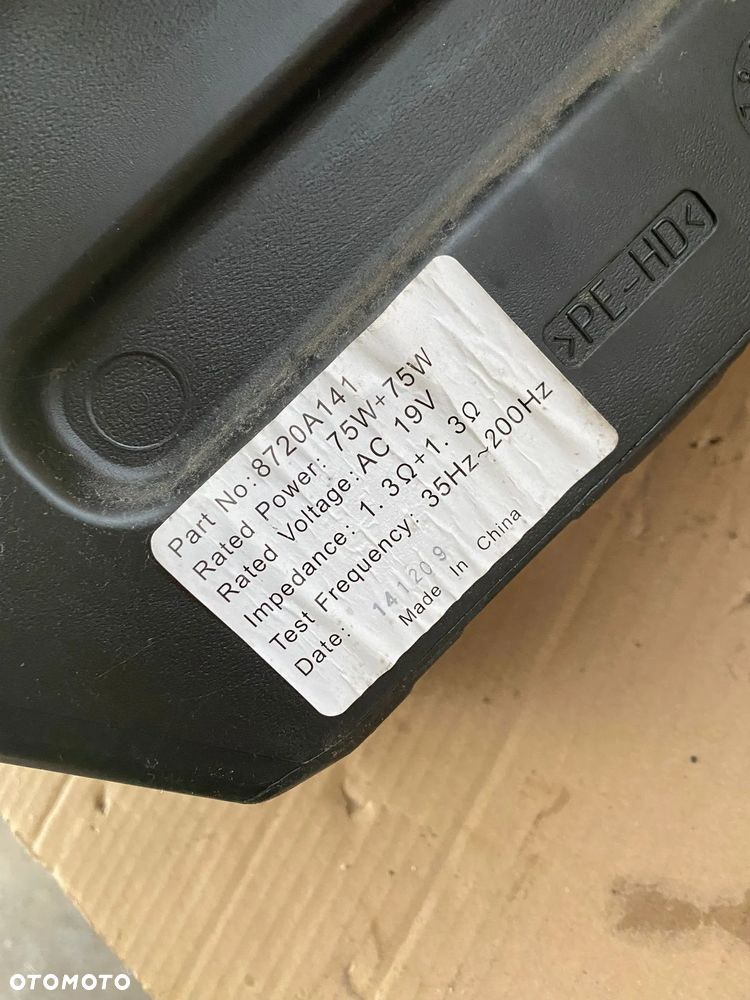 >PE-HD<
Part No:8720A141
Rated Power: 75W+75W
Rated Voltage:AC 19V
Impedance: 1. 3Ω+1. 3Ω
Test Frequency: 35Hz~200Hz
Date: 141209
Made In China
OTOMOTO